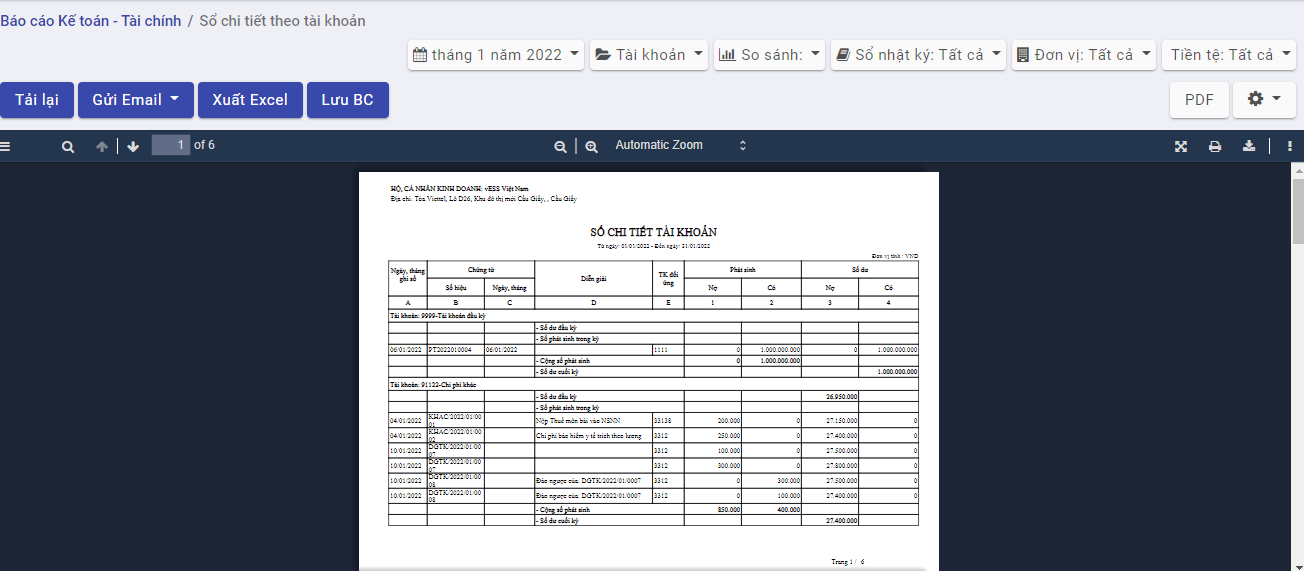 Báo cáo Kế toán - Tài chính / Sổ chi tiết theo tài khoản
tháng 1 năm 2022 Tài khoản So sánh: Sổ nhật ký: Tất cả Đơn vị: Tất cả Tiền tệ: Tất cả
Tải lại Gửi Email Xuất Excel Lưu BC PDF
1 of 6 Automatic Zoom
HỘ, CÁ NHÂN KINH DOANH: vESS Việt Nam
Địa chỉ: Tòa Viettel, Lô D26, Khu đô thị mới Cầu Giấy, , Cầu Giấy
SỔ CHI TIẾT TÀI KHOẢN
Từ ngày: 01/01/2022 - Đến ngày: 31/01/2022
Đơn vị tính : VND
Ngày, tháng ghi sổ Chứng từ Diễn giải TK đối ứng Phát sinh Số dư
Số hiệu Ngày, tháng Nợ Có Nợ Có
A B C D E 1 2 3 4
Tài khoản: 9999-Tài khoản đầu kỳ
- Số dư đầu kỳ
- Số phát sinh trong kỳ
06/01/2022 PT2022010004 06/01/2022 1111 0 1.000.000.000 0 1.000.000.000
- Cộng số phát sinh 0 1.000.000.000
- Số dư cuối kỳ 1.000.000.000
Tài khoản: 91122-Chi phí khác
- Số dư đầu kỳ 26.950.000
- Số phát sinh trong kỳ
04/01/2022 KHAC/2022/01/0001 Nộp Thuế môn bài vào NSNN 33138 200.000 0 27.150.000 0
04/01/2022 KHAC/2022/01/0002 Chi phí bảo hiểm y tế trích theo lương 3312 250.000 0 27.400.000 0
10/01/2022 DGTK/2022/01/0007 3312 100.000 0 27.500.000 0
10/01/2022 DGTK/2022/01/0007 3312 300.000 0 27.800.000 0
10/01/2022 DGTK/2022/01/0008 Đảo ngược của: DGTK/2022/01/0007 3312 0 300.000 27.500.000 0
10/01/2022 DGTK/2022/01/0008 Đảo ngược của: DGTK/2022/01/0007 3312 0 100.000 27.400.000 0
- Cộng số phát sinh 850.000 400.000
- Số dư cuối kỳ 27.400.000
Trang 1 / 6